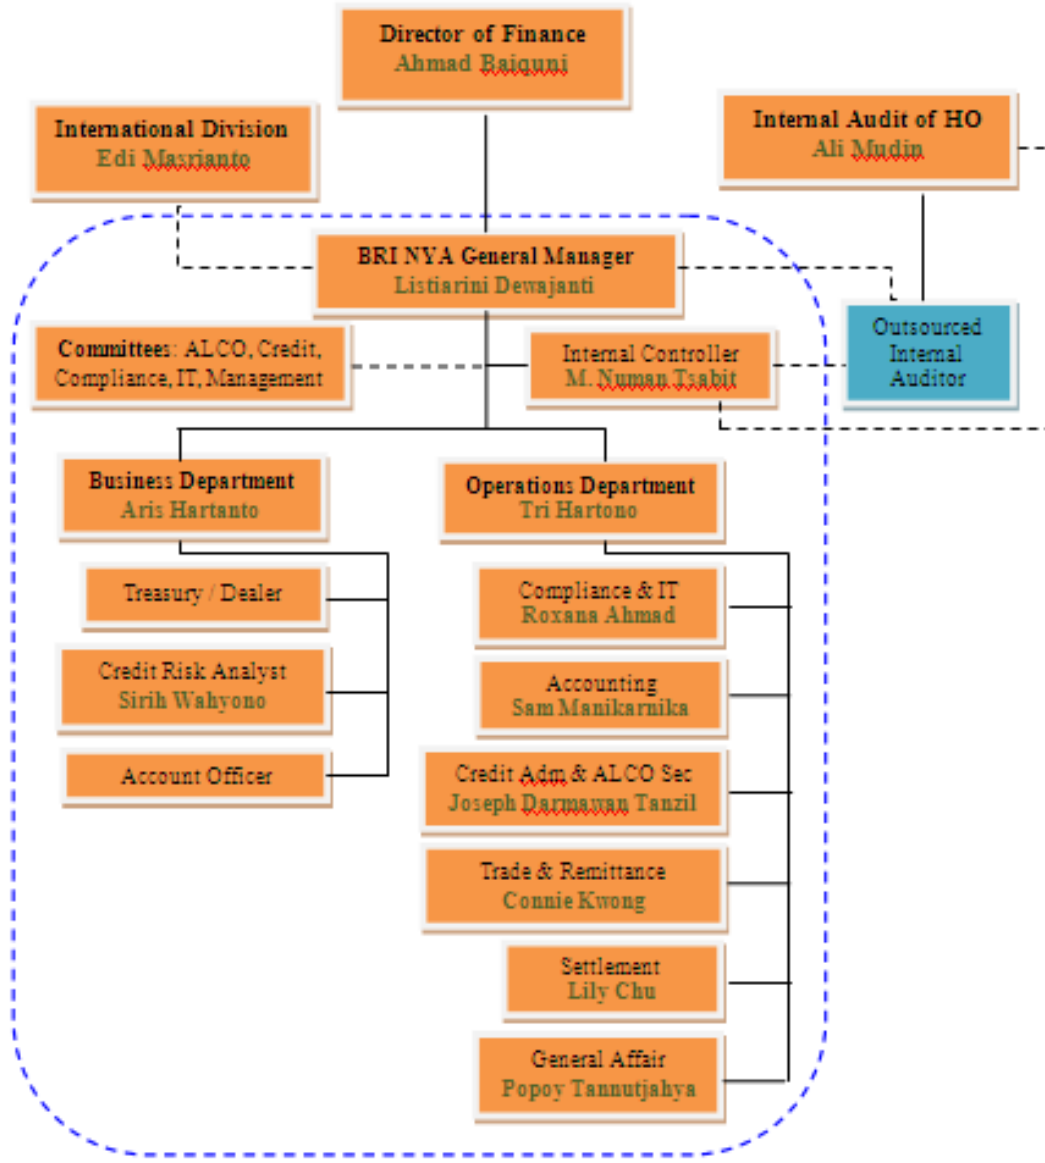 Director of Finance
Ahmad Baiquni
International Division
Edi Masrianto
Internal Audit of HO
Ali Mudin
BRI NYA General Manager
Listiarini Dewajanti
Committees: ALCO, Credit,
Compliance, IT, Management
Internal Controller
M. Numan Tsabit
Outsourced
Internal
Auditor
Business Department
Aris Hartanto
Operations Department
Tri Hartono
Treasury / Dealer
Credit Risk Analyst
Sirih Wahyono
Account Officer
Compliance & IT
Roxana Ahmad
Accounting
Sam Manikarnika
Credit Adm & ALCO Sec
Joseph Darmawan Tanzil
Trade & Remittance
Connie Kwong
Settlement
Lily Chu
General Affair
Popoy Tannutjahya